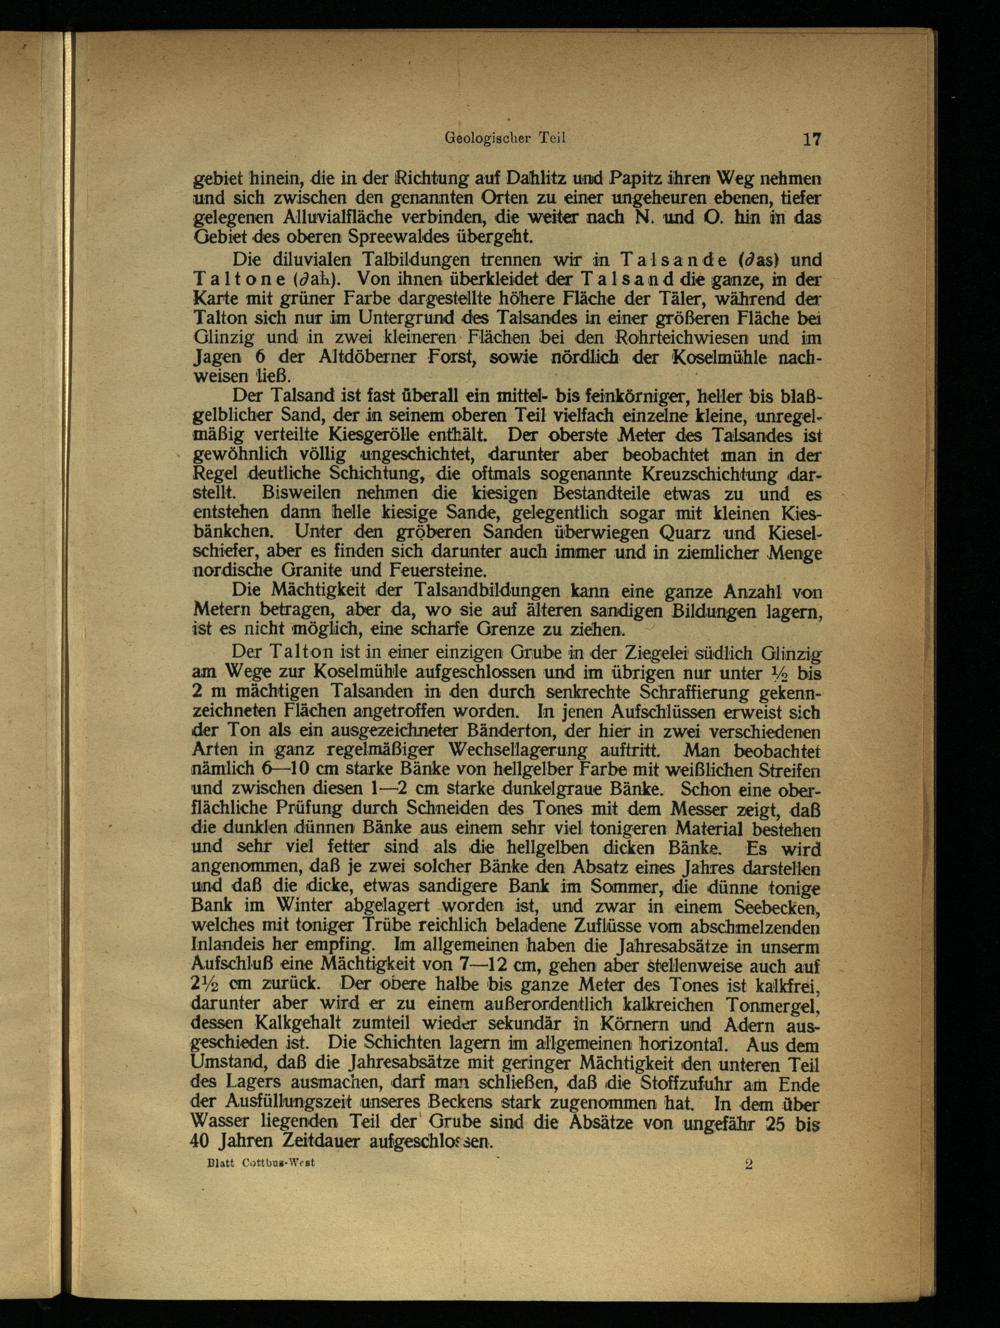 Geologischer Teil 17
gebiet hinein, die in der Richtung auf Dahlitz und Papitz ihren Weg nehmen
und sich zwischen den genannten Orten zu einer ungeheuren ebenen, tiefer
gelegenen Alluvialfläche verbinden, die weiter nach N. und O. hin in das
Gebiet des oberen Spreewaldes übergeht.
Die diluvialen Talbildungen trennen wir in Talsande (∂as) und
Taltone (∂ah). Von ihnen überkleidet der Talsand die ganze, in der
Karte mit grüner Farbe dargestellte höhere Fläche der Täler, während der
Talton sich nur im Untergrund des Talsandes in einer größeren Fläche bei
Glinzig und in zwei kleineren Flächen bei den Rohrteichwiesen und im
Jagen 6 der Altdöberner Forst, sowie nördlich der Koselmühle nach-
weisen ließ.
Der Talsand ist fast überall ein mittel- bis feinkörniger, heller bis blaß-
gelblicher Sand, der in seinem oberen Teil vielfach einzelne kleine, unregel-
mäßig verteilte Kiesgerölle enthält. Der oberste Meter des Talsandes ist
gewöhnlich völlig ungeschichtet, darunter aber beobachtet man in der
Regel deutliche Schichtung, die oftmals sogenannte Kreuzschichtung dar-
stellt. Bisweilen nehmen die kiesigen Bestandteile etwas zu und es
entstehen dann helle kiesige Sande, gelegentlich sogar mit kleinen Kies-
bänkchen. Unter den gröberen Sanden überwiegen Quarz und Kiesel-
schiefer, aber es finden sich darunter auch immer und in ziemlicher Menge
nordische Granite und Feuersteine.
Die Mächtigkeit der Talsandbildungen kann eine ganze Anzahl von
Metern betragen, aber da, wo sie auf älteren sandigen Bildungen lagern,
ist es nicht möglich, eine scharfe Grenze zu ziehen.
Der Talton ist in einer einzigen Grube in der Ziegelei südlich Glinzig
am Wege zur Koselmühle aufgeschlossen und im übrigen nur unter ½ bis
2 m mächtigen Talsanden in den durch senkrechte Schraffierung gekenn-
zeichneten Flächen angetroffen worden. In jenen Aufschlüssen erweist sich
der Ton als ein ausgezeichneter Bänderton, der hier in zwei verschiedenen
Arten in ganz regelmäßiger Wechsellagerung auftritt. Man beobachtet
nämlich 6—10 cm starke Bänke von hellgelber Farbe mit weißlichen Streifen
und zwischen diesen 1—2 cm starke dunkelgraue Bänke. Schon eine ober-
flächliche Prüfung durch Schneiden des Tones mit dem Messer zeigt, daß
die dunklen dünnen Bänke aus einem sehr viel tonigeren Material bestehen
und sehr viel fetter sind als die hellgelben dicken Bänke. Es wird
angenommen, daß je zwei solcher Bänke den Absatz eines Jahres darstellen
und daß die dicke, etwas sandigere Bank im Sommer, die dünne tonige
Bank im Winter abgelagert worden ist, und zwar in einem Seebecken,
welches mit toniger Trübe reichlich beladene Zuflüsse vom abschmelzenden
Inlandeis her empfing. Im allgemeinen haben die Jahresabsätze in unserm
Aufschluß eine Mächtigkeit von 7—12 cm, gehen aber stellenweise auch auf
2½ cm zurück. Der obere halbe bis ganze Meter des Tones ist kalkfrei,
darunter aber wird er zu einem außerordentlich kalkreichen Tonmergel,
dessen Kalkgehalt zumteil wieder sekundär in Körnern und Adern aus-
geschieden ist. Die Schichten lagern im allgemeinen horizontal. Aus dem
Umstand, daß die Jahresabsätze mit geringer Mächtigkeit den unteren Teil
des Lagers ausmachen, darf man schließen, daß die Stoffzufuhr am Ende
der Ausfüllungszeit unseres Beckens stark zugenommen hat. In dem über
Wasser liegenden Teil der Grube sind die Absätze von ungefähr 25 bis
40 Jahren Zeitdauer aufgeschlossen.
Blatt Cottbus-West 2